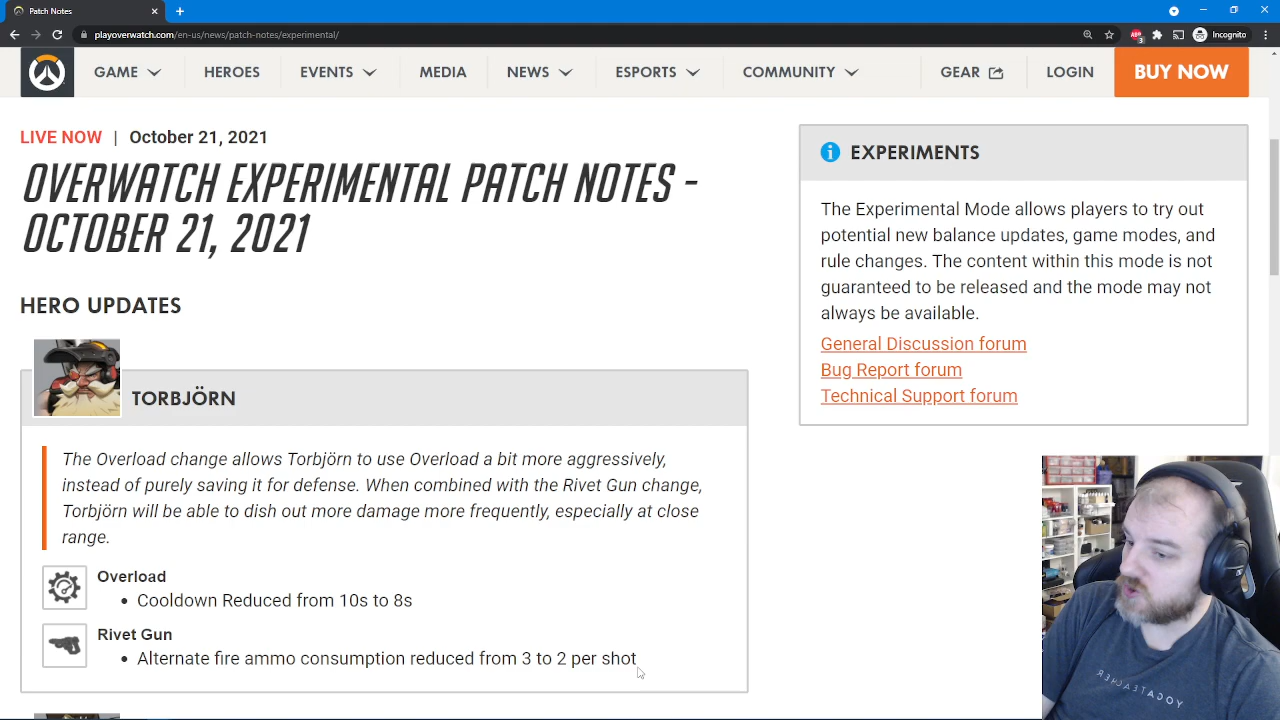 Patch Notes
playoverwatch.com/en-us/news/patch-notes/experimental/
3
Incognito
GAME
HEROES
EVENTS
MEDIA
NEWS
ESPORTS
COMMUNITY
GEAR
LOGIN
BUY NOW
LIVE NOW | October 21, 2021
OVERWATCH EXPERIMENTAL PATCH NOTES -
OCTOBER 21, 2021
HERO UPDATES
TORBJÖRN
The Overload change allows Torbjörn to use Overload a bit more aggressively,
instead of purely saving it for defense. When combined with the Rivet Gun change,
Torbjörn will be able to dish out more damage more frequently, especially at close
range.
Overload
• Cooldown Reduced from 10s to 8s
Rivet Gun
• Alternate fire ammo consumption reduced from 3 to 2 per shot
EXPERIMENTS
The Experimental Mode allows players to try out
potential new balance updates, game modes, and
rule changes. The content within this mode is not
guaranteed to be released and the mode may not
always be available.
General Discussion forum
Bug Report forum
Technical Support forum
YOGATEACHER